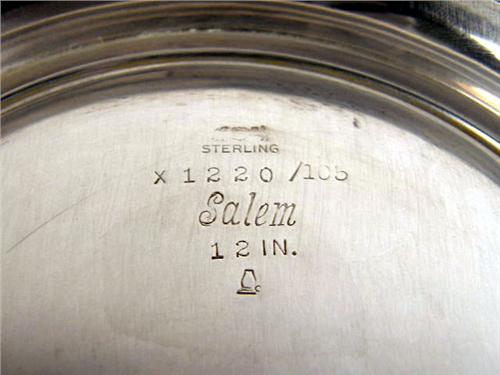 STERLING
X 1220 /105
Salem
12 IN.